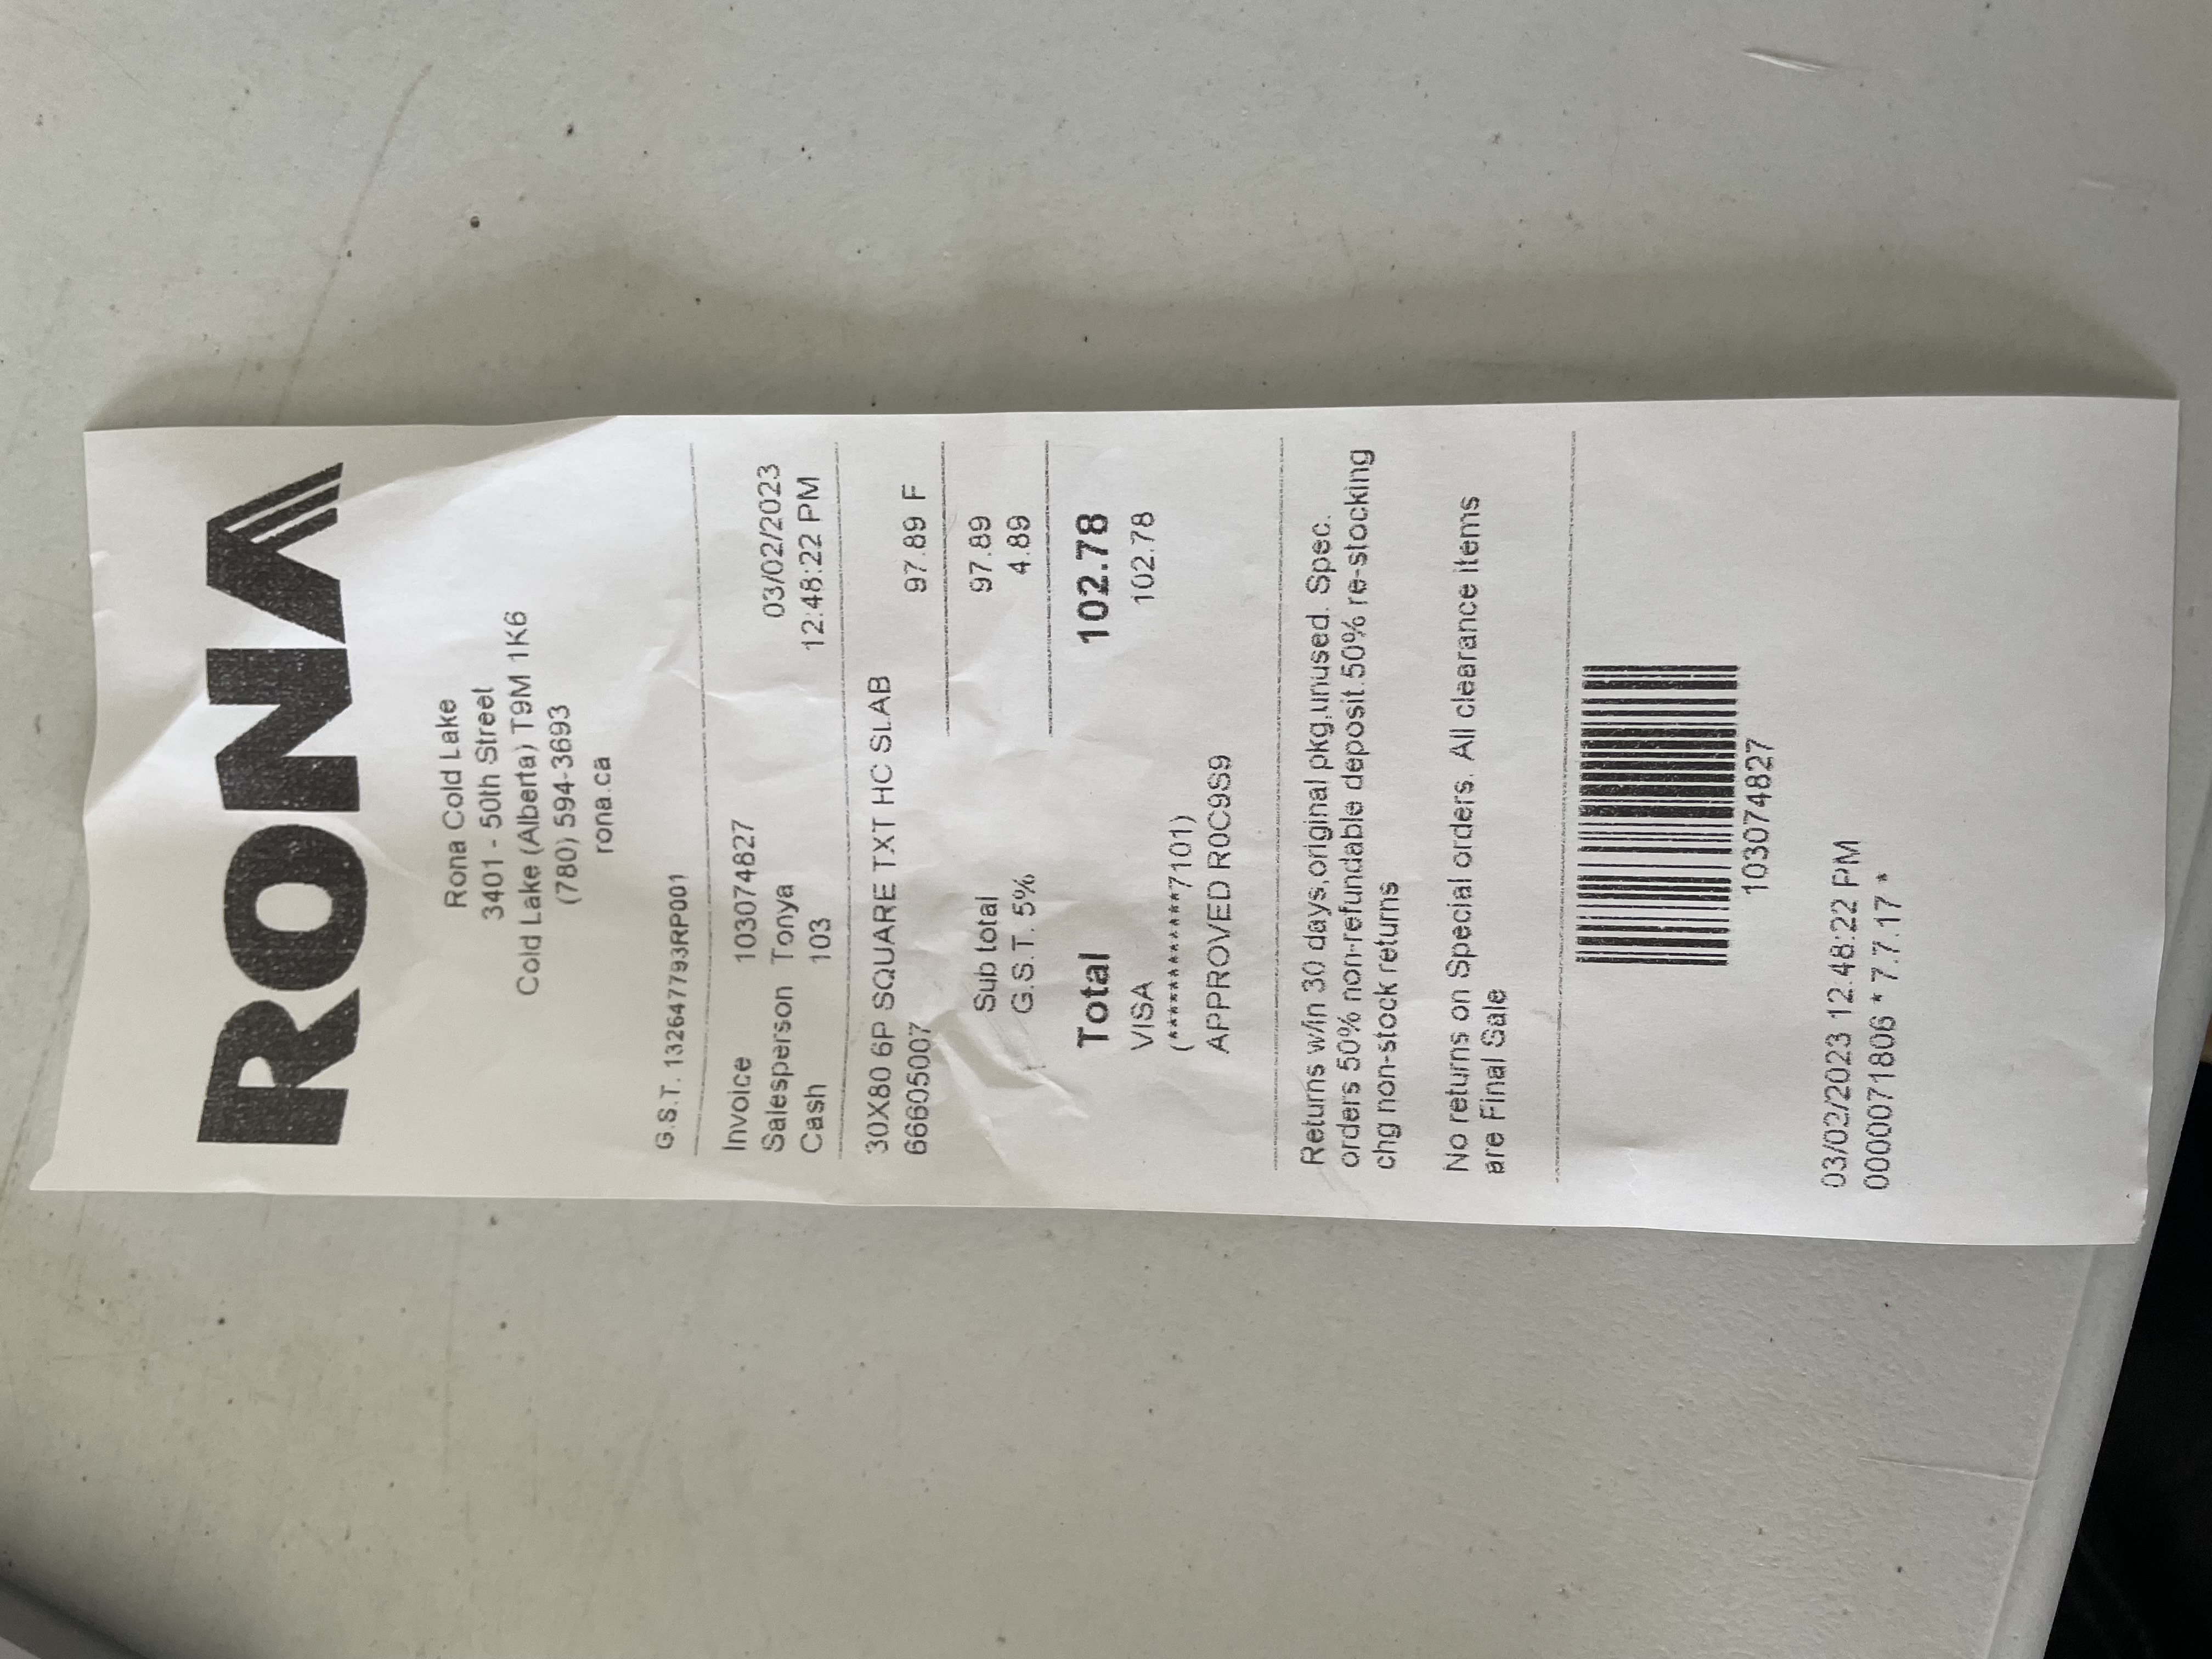 RONA
Rona Cold Lake
3401 - 50th Street
Cold Lake (Alberta) T9M 1K6
(780) 594-3693
rona.ca
G.S.T. 132647793RP001
Invoice 103074827
Salesperson Tonya 03/02/2023
Cash 103 12:48:22 PM
30X80 6P SQUARE TXT HC SLAB
66605007 97.89 F
Sub total 97.89
G.S.T. 5% 4.89
Total 102.78
VISA 102.78
(************7101)
APPROVED R0C9S9
Returns w/in 30 days,original pkg,unused. Spec.
orders 50% non-refundable deposit.50% re-stocking
chg non-stock returns
No returns on Special orders. All clearance items
are Final Sale
103074827
03/02/2023 12:48:22 PM
0000071806 * 7.7.17 *